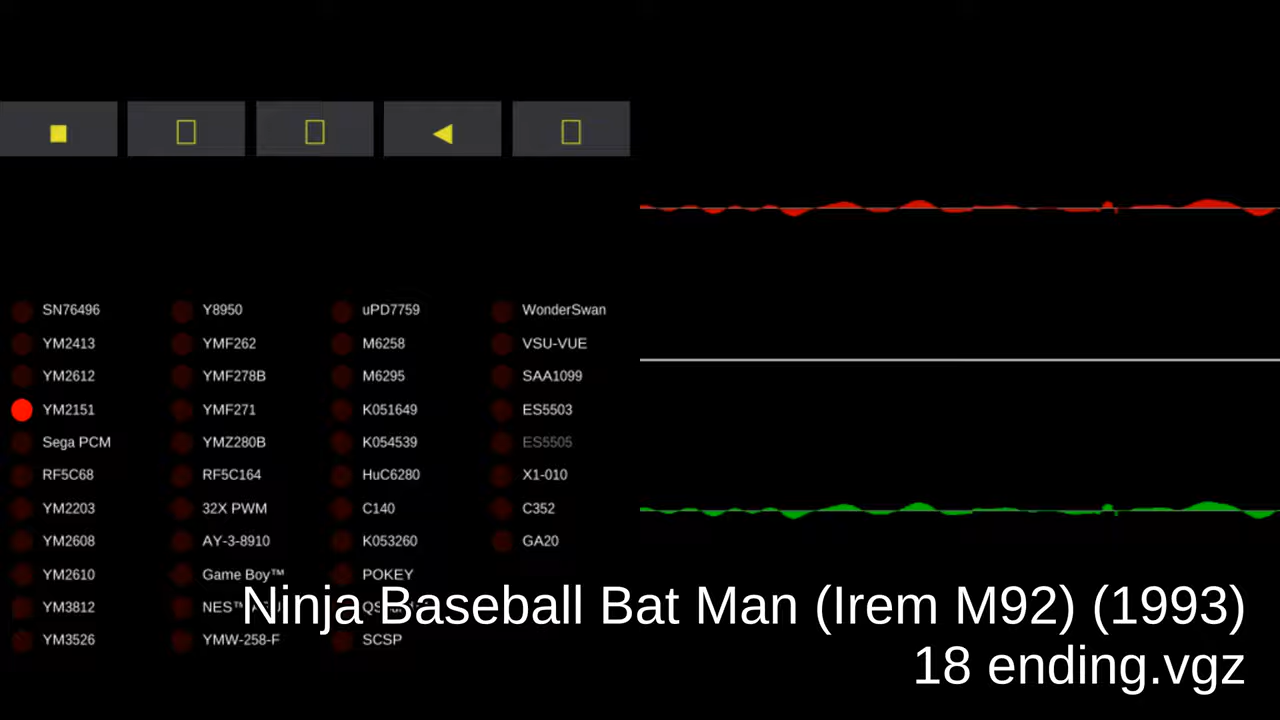 SN76496 Y8950 uPD7759 WonderSwan
YM2413 YMF262 M6258 VSU-VUE
YM2612 YMF278B M6295 SAA1099
YM2151 YMF271 K051649 ES5503
Sega PCM YMZ280B K054539 ES5505
RF5C68 RF5C164 HuC6280 X1-010
YM2203 32X PWM C140 C352
YM2608 AY-3-8910 K053260 GA20
YM2610 Game Boy™ POKEY
YM3812 NES™
YM3526 YMW-258-F SCSP
Ninja Baseball Bat Man (Irem M92) (1993)
18 ending.vgz